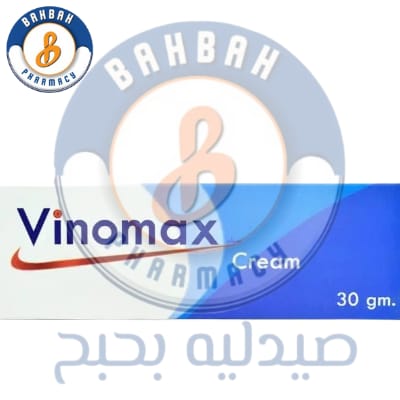 BAHBAH
PHARMACY
BAHBAH
PHARMACY
Vinomax
Cream
30 gm.
صيدليه بحبح